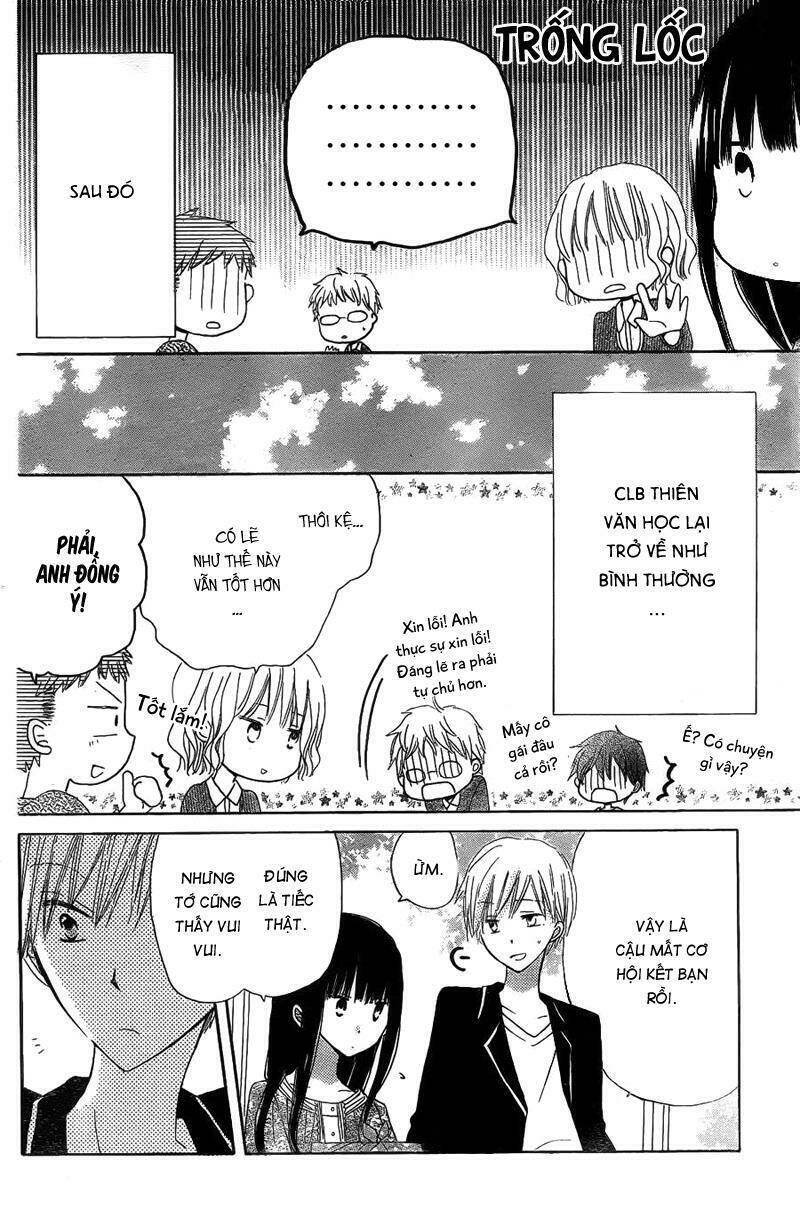 TRỐNG LỐC
............
............
............
SAU ĐÓ
CLB THIÊN
VĂN HỌC LẠI
TRỞ VỀ NHƯ
BÌNH THƯỜNG
...
Ế? Có chuyện
gì vậy?
Mấy cô
gái đâu
cả rồi?
Xin lỗi! Anh
thực sự xin lỗi!
Đáng lẽ ra phải
tự chủ hơn.
THÔI KỆ...
CÓ LẼ
NHƯ THẾ NÀY
VẪN TỐT HƠN
...
Tốt lắm!
PHẢI,
ANH ĐỒNG
Ý!
VẬY LÀ
CẬU MẤT CƠ
HỘI KẾT BẠN
RỒI.
ỪM.
ĐÚNG
LÀ TIẾC
THẬT.
NHƯNG
TỚ CŨNG
THẤY VUI
VUI.